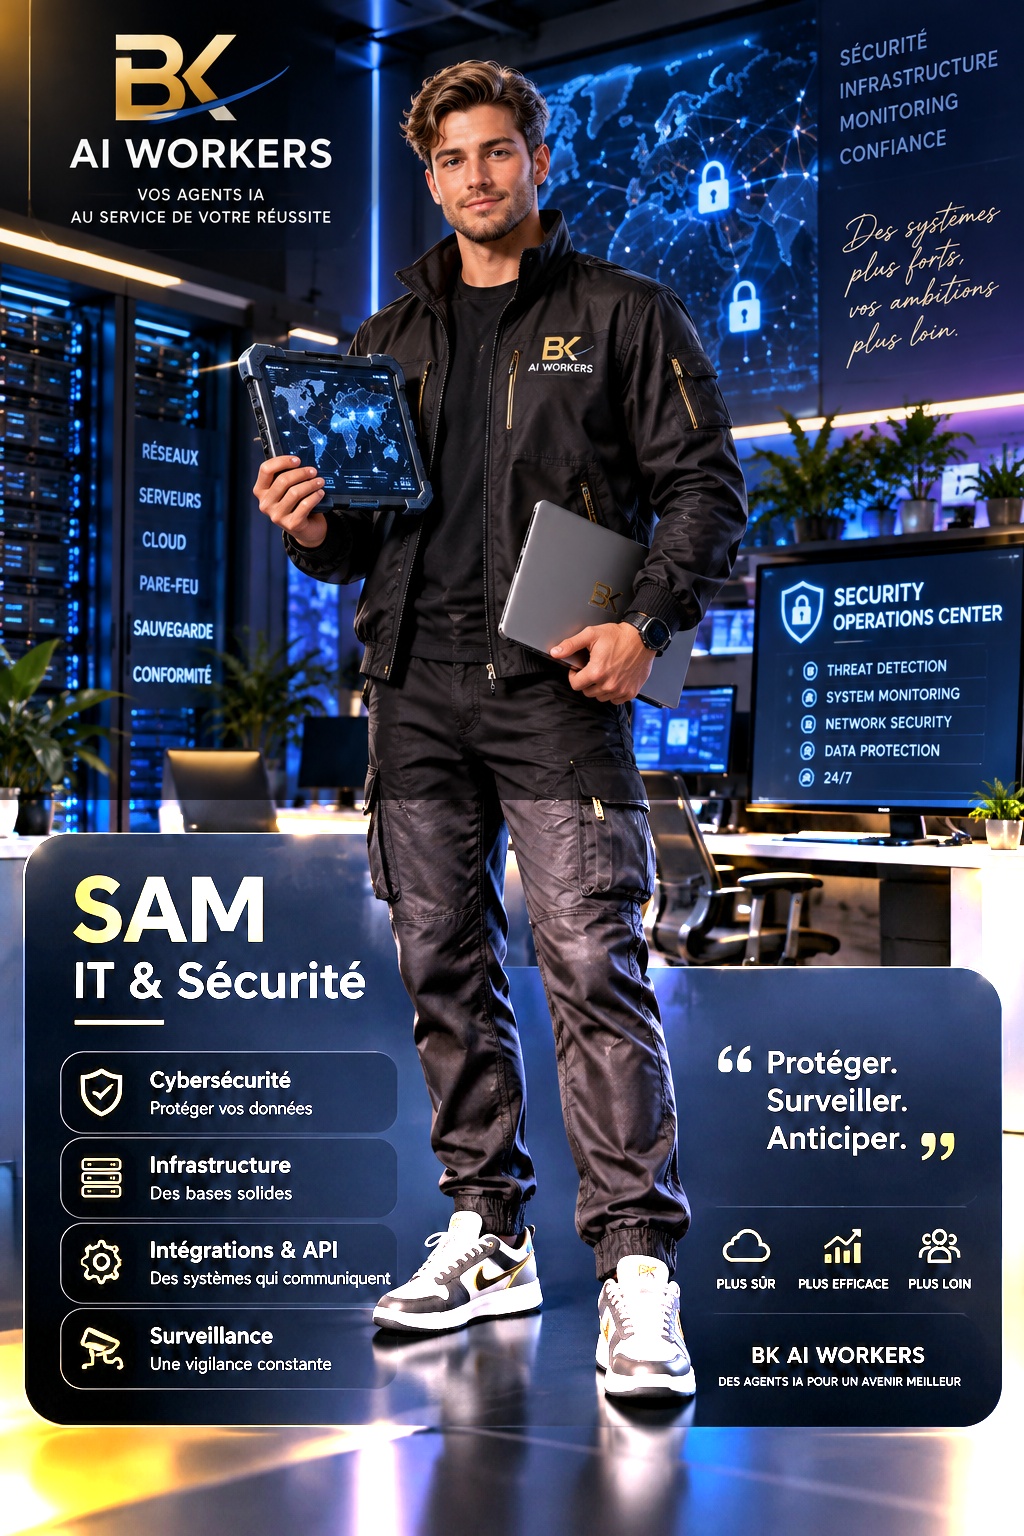 BK
AI WORKERS
VOS AGENTS IA
AU SERVICE DE VOTRE RÉUSSITE
SÉCURITÉ
INFRASTRUCTURE
MONITORING
CONFIANCE
Des systèmes
plus forts,
vos ambitions
plus loin.
BK
AI WORKERS
RÉSEAUX
SERVEURS
CLOUD
PARE-FEU
SAUVEGARDE
CONFORMITÉ
BK
SECURITY
OPERATIONS CENTER
THREAT DETECTION
SYSTEM MONITORING
NETWORK SECURITY
DATA PROTECTION
24/7
SAM
IT & Sécurité
Cybersécurité
Protéger vos données
Infrastructure
Des bases solides
Intégrations & API
Des systèmes qui communiquent
Surveillance
Une vigilance constante
“ Protéger.
Surveiller.
Anticiper. ”
PLUS SÛR
PLUS EFFICACE
PLUS LOIN
BK
BK AI WORKERS
DES AGENTS IA POUR UN AVENIR MEILLEUR